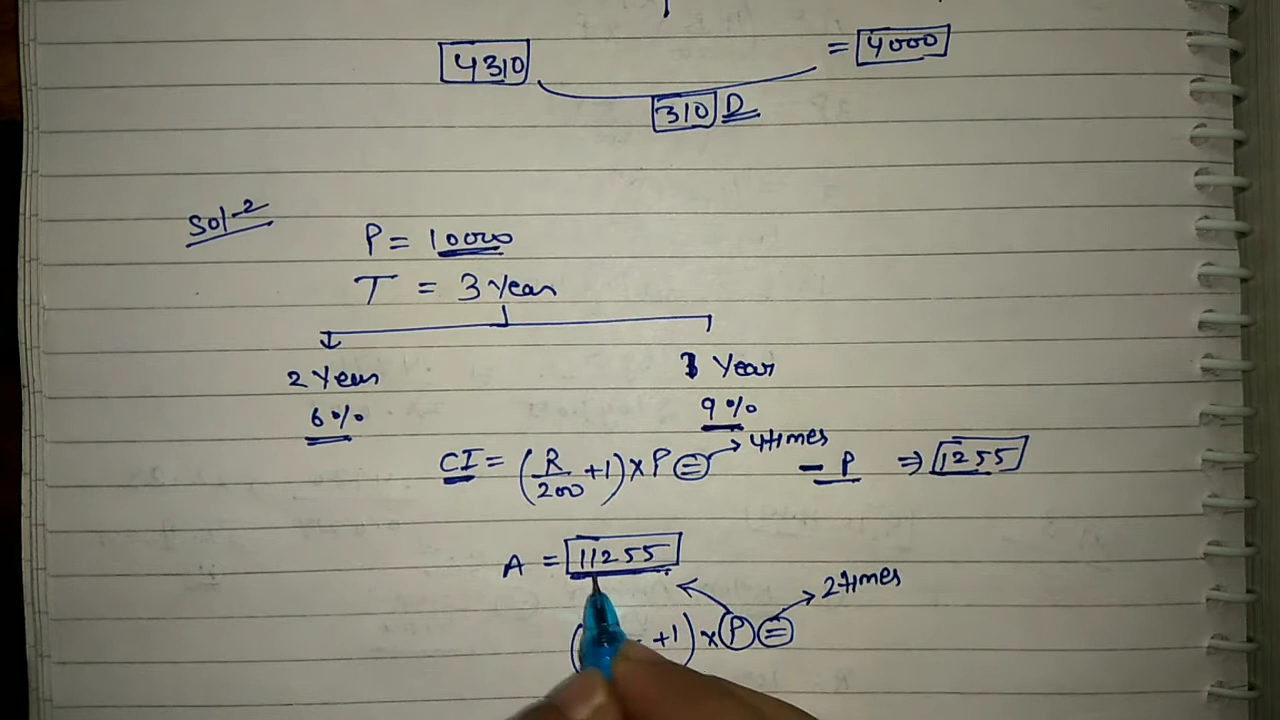 4310 = 4000
310 D
Sol-2
P = 10000
T = 3 Year
2 Year 1 Year
6% 9%
CI = (R/200 +1) × P = → 4 times - P ⇒ 1255
A = 11255
+1) × P = → 2 times